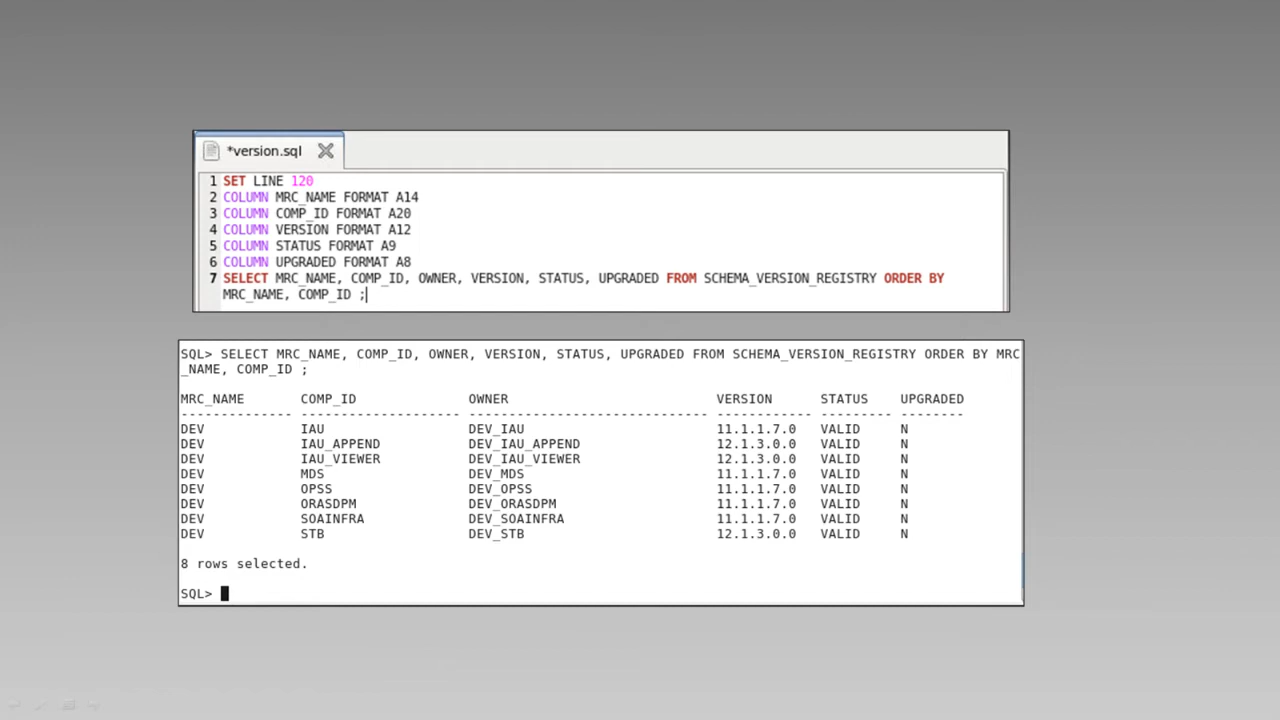 *version.sql
1 SET LINE 120
2 COLUMN MRC_NAME FORMAT A14
3 COLUMN COMP_ID FORMAT A20
4 COLUMN VERSION FORMAT A12
5 COLUMN STATUS FORMAT A9
6 COLUMN UPGRADED FORMAT A8
7 SELECT MRC_NAME, COMP_ID, OWNER, VERSION, STATUS, UPGRADED FROM SCHEMA_VERSION_REGISTRY ORDER BY
MRC_NAME, COMP_ID ;
SQL> SELECT MRC_NAME, COMP_ID, OWNER, VERSION, STATUS, UPGRADED FROM SCHEMA_VERSION_REGISTRY ORDER BY MRC
_NAME, COMP_ID ;
MRC_NAME       COMP_ID              OWNER                          VERSION      STATUS    UPGRADED
-------------- -------------------- ------------------------------ ------------ --------- --------
DEV            IAU                  DEV_IAU                        11.1.1.7.0   VALID     N
DEV            IAU_APPEND           DEV_IAU_APPEND                 12.1.3.0.0   VALID     N
DEV            IAU_VIEWER           DEV_IAU_VIEWER                 12.1.3.0.0   VALID     N
DEV            MDS                  DEV_MDS                        11.1.1.7.0   VALID     N
DEV            OPSS                 DEV_OPSS                       11.1.1.7.0   VALID     N
DEV            ORASDPM              DEV_ORASDPM                    11.1.1.7.0   VALID     N
DEV            SOAINFRA             DEV_SOAINFRA                   11.1.1.7.0   VALID     N
DEV            STB                  DEV_STB                        12.1.3.0.0   VALID     N
8 rows selected.
SQL>